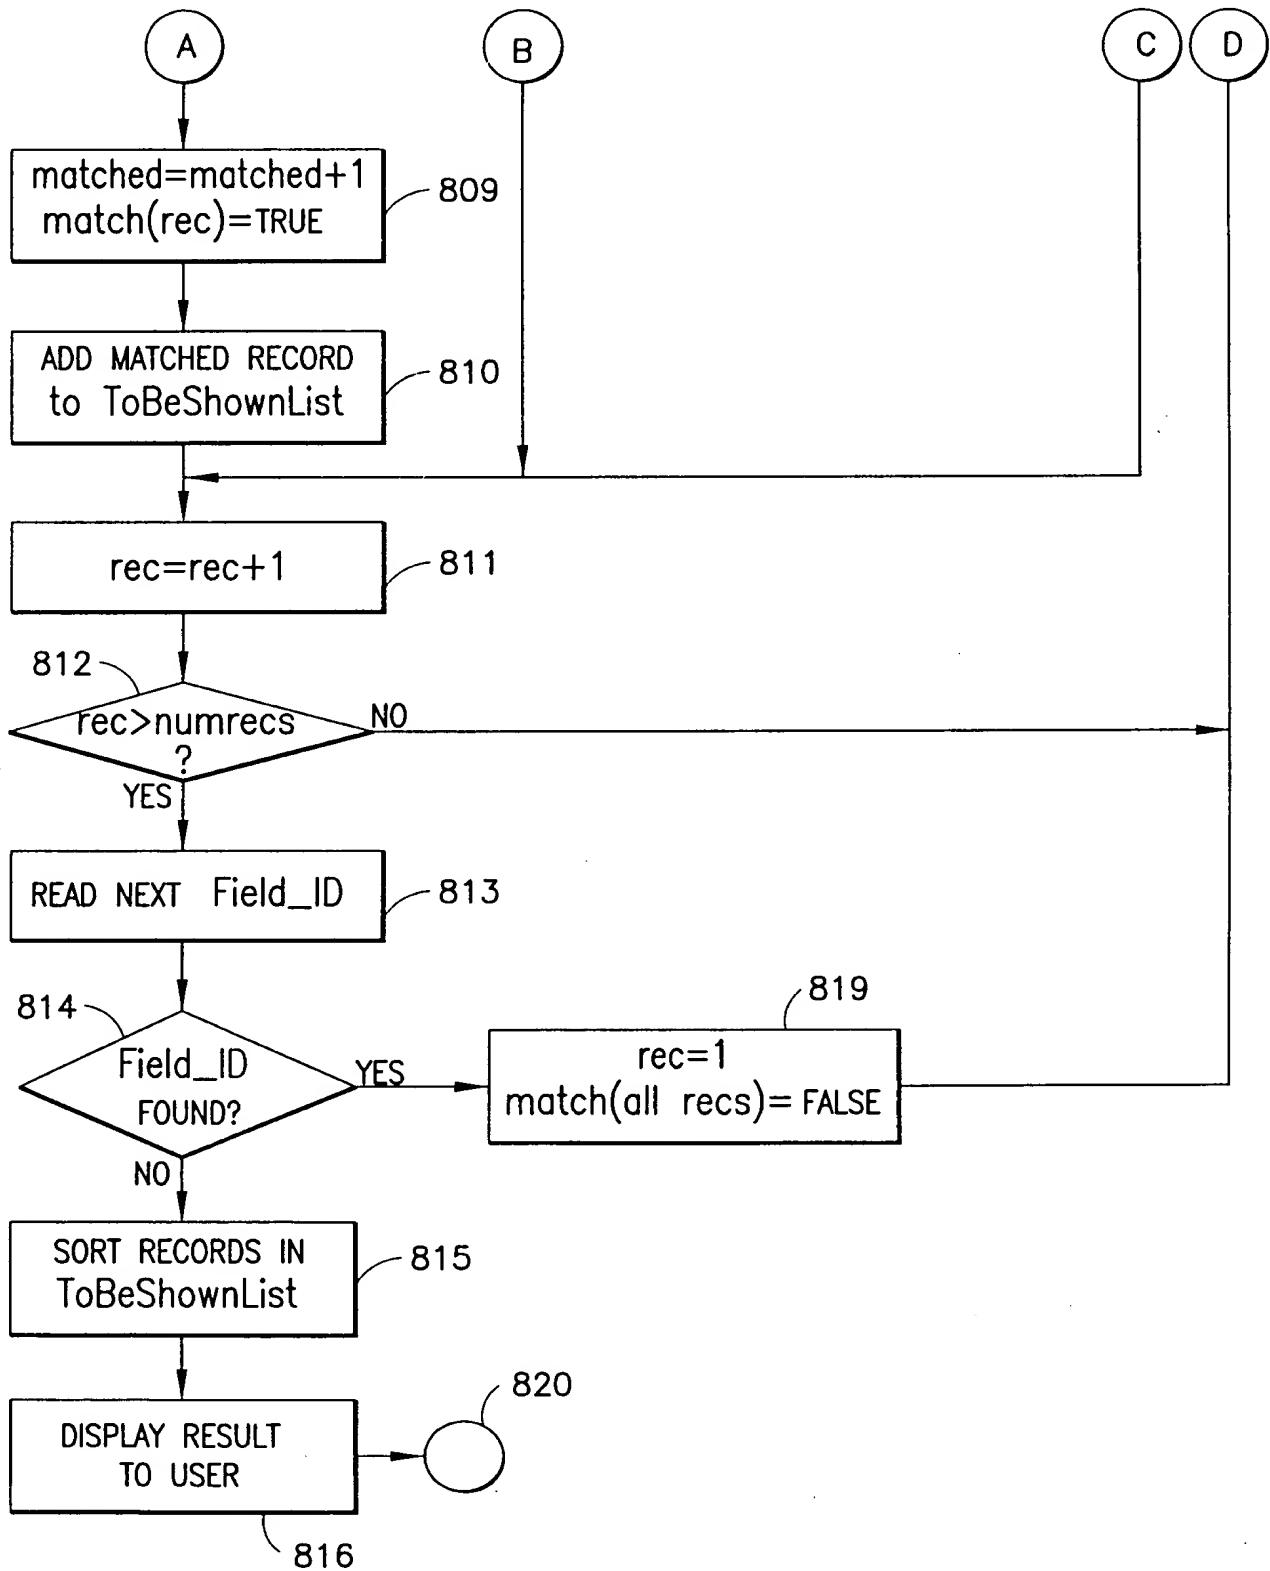 A
B
C
D
matched=matched+1
match(rec)=TRUE
809
ADD MATCHED RECORD
to ToBeShownList
810
rec=rec+1
811
812
rec>numrecs
?
NO
YES
READ NEXT Field_ID
813
814
Field_ID
FOUND?
YES
NO
819
rec=1
match(all recs)= FALSE
SORT RECORDS IN
ToBeShownList
815
DISPLAY RESULT
TO USER
816
820